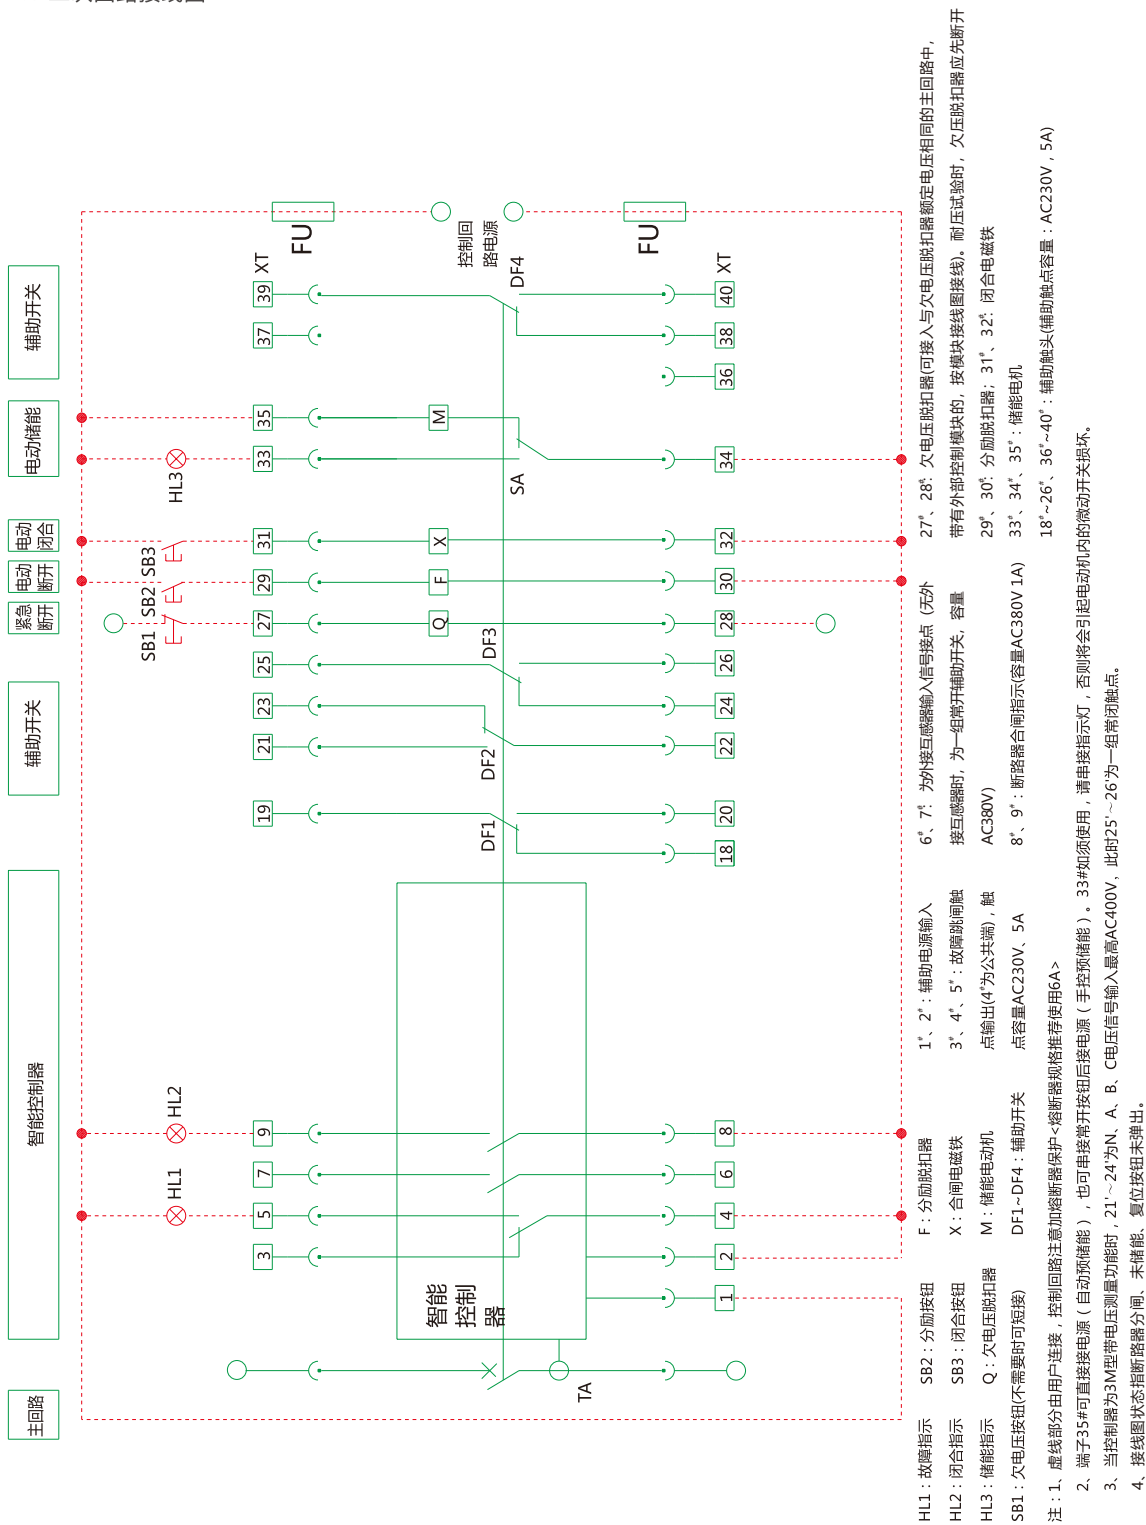 主回路
智能控制器
辅助开关
紧急
断开
电动
断开
电动
闭合
电动储能
辅助开关
HL1
HL2
SB1
SB2
SB3
HL3
3
5
7
9
19
21
23
25
27
29
31
33
35
37
39
XT
FU
智能
控制
器
TA
DF1
DF2
DF3
Q
F
X
M
SA
DF4
控制回
路电源
1
2
4
6
8
18
20
22
24
26
28
30
32
34
36
38
40
XT
FU
HL1：故障指示
HL2：闭合指示
HL3：储能指示
SB1：欠电压按钮(不需要时可短接)
SB2：分励按钮
SB3：闭合按钮
Q：欠电压脱扣器
F：分励脱扣器
X：合闸电磁铁
M：储能电动机
DF1~DF4：辅助开关
1#、2#：辅助电源输入
3#、4#、5#：故障跳闸触
点输出(4#为公共端)，触
点容量AC230V、5A
6#、7#：为外接互感器输入信号接点（无外
接互感器时，为一组常开辅助开关，容量
AC380V）
8#、9#：断路器合闸指示(容量AC380V 1A)
27#、28#：欠电压脱扣器(可接入与欠电压脱扣器额定电压相同的主回路中，
带有外部控制模块的，按模块接线图接线)。耐压试验时，欠压脱扣器应先断开
29#、30#：分励脱扣器；31#、32#：闭合电磁铁
33#、34#、35#：储能电机
18#~26#、36#~40#：辅助触头(辅助触点容量：AC230V，5A)
注：1、虚线部分由用户连接，控制回路注意加熔断器保护<熔断器规格推荐使用6A>
2、端子35#可直接接电源（自动预储能），也可串接常开按钮后接电源（手控预储能）。33#如须使用，请串接指示灯，否则将会引起电动机内的微动开关损坏。
3、当控制器为3M型带电压测量功能时，21'～24'为N、A、B、C电压信号输入最高AC400V，此时25'～26'为一组常闭触点。
4、接线图状态指断路器分闸、未储能、复位按钮未弹出。